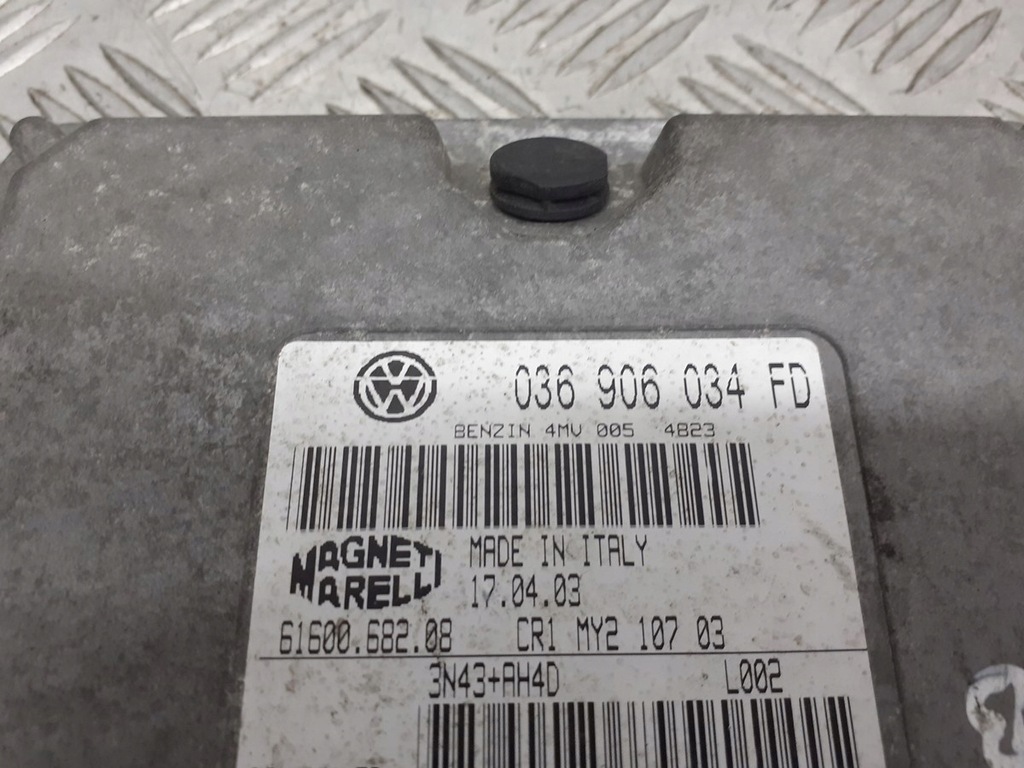 036 906 034 FD
BENZIN 4MV 005 4823
MAGNETI MARELLI
MADE IN ITALY
17.04.03
61600.682.08 CR1 MY2 107 03
3N43+AH4D L002